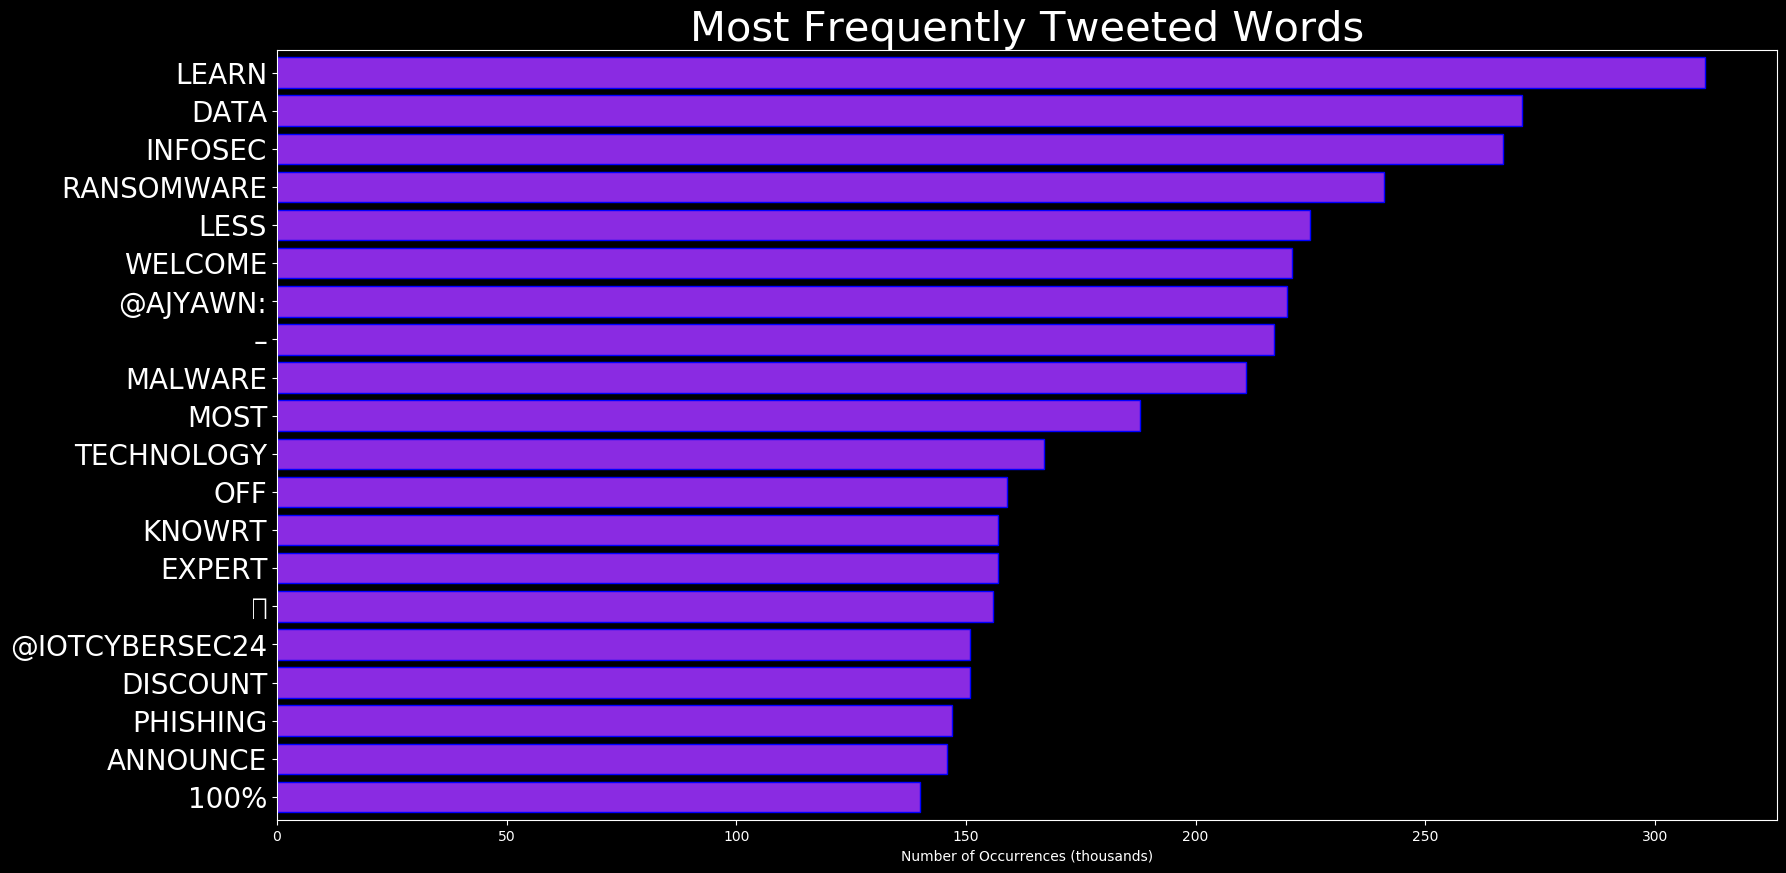 Most Frequently Tweeted Words
LEARN
DATA
INFOSEC
RANSOMWARE
LESS
WELCOME
@AJYAWN:
–
MALWARE
MOST
TECHNOLOGY
OFF
KNOWRT
EXPERT
@IOTCYBERSEC24
DISCOUNT
PHISHING
ANNOUNCE
100%
0 50 100 150 200 250 300
Number of Occurrences (thousands)